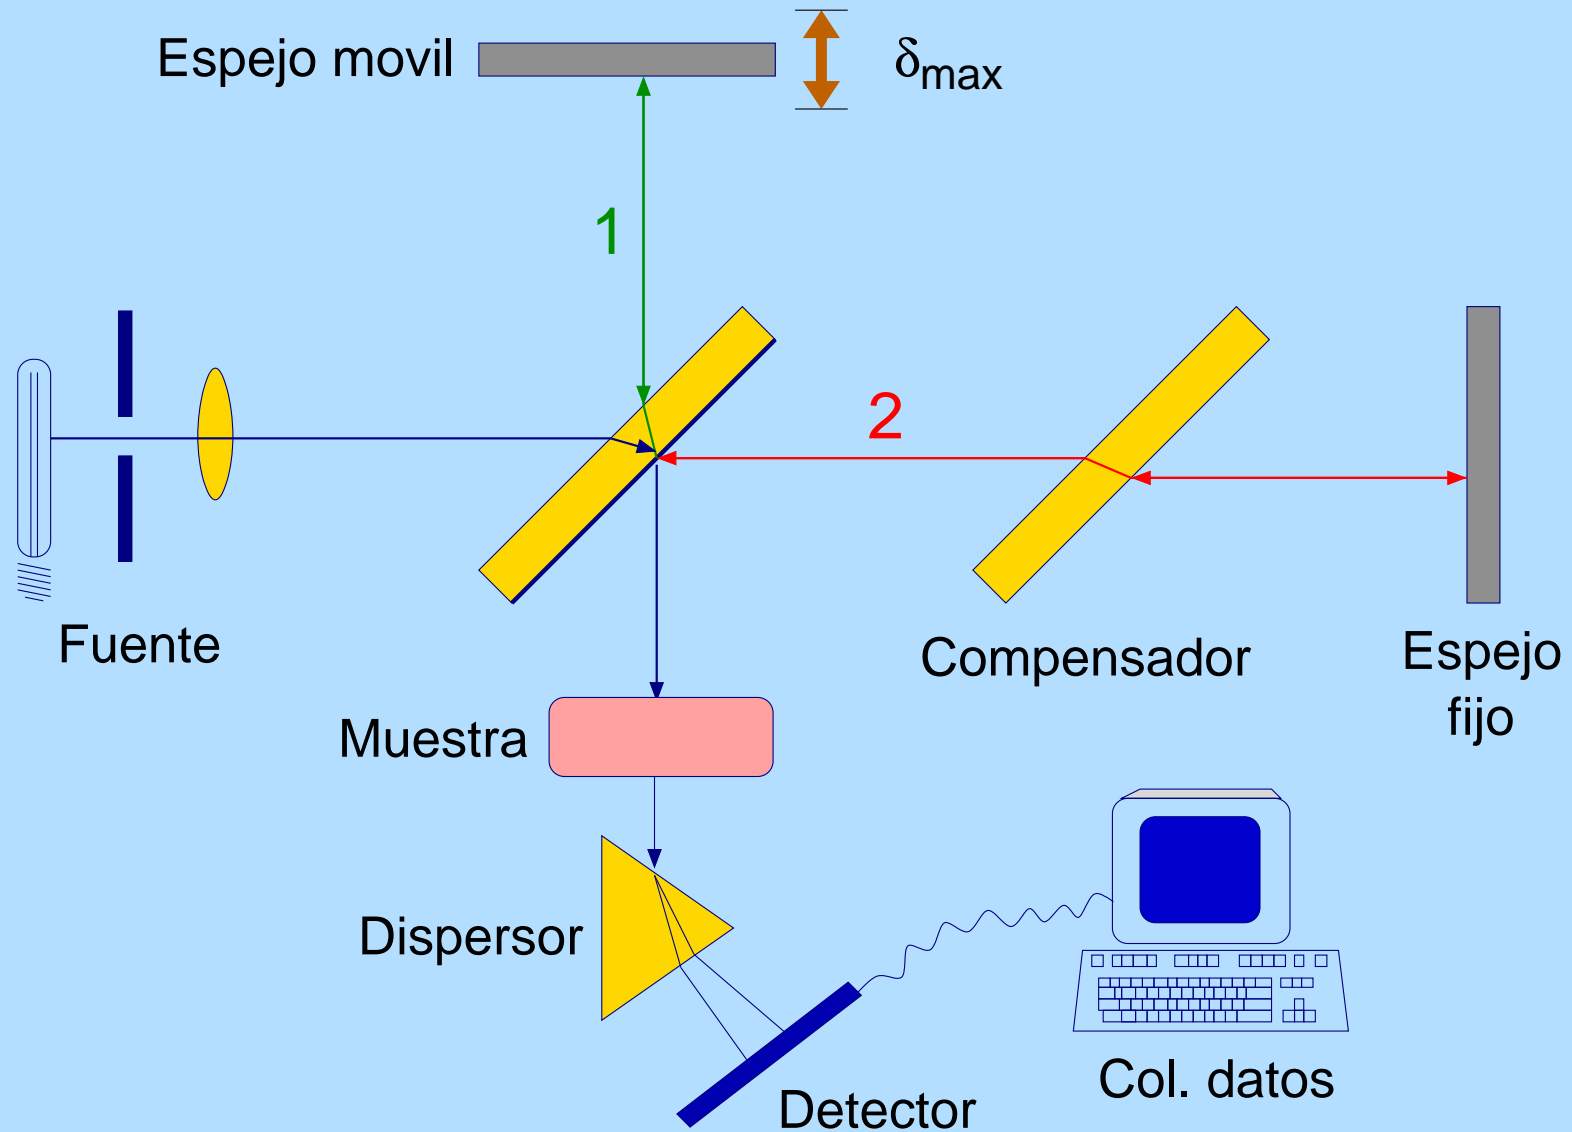 Espejo movil
δmax
1
2
Fuente
Compensador
Espejo
fijo
Muestra
Dispersor
Col. datos
Detector